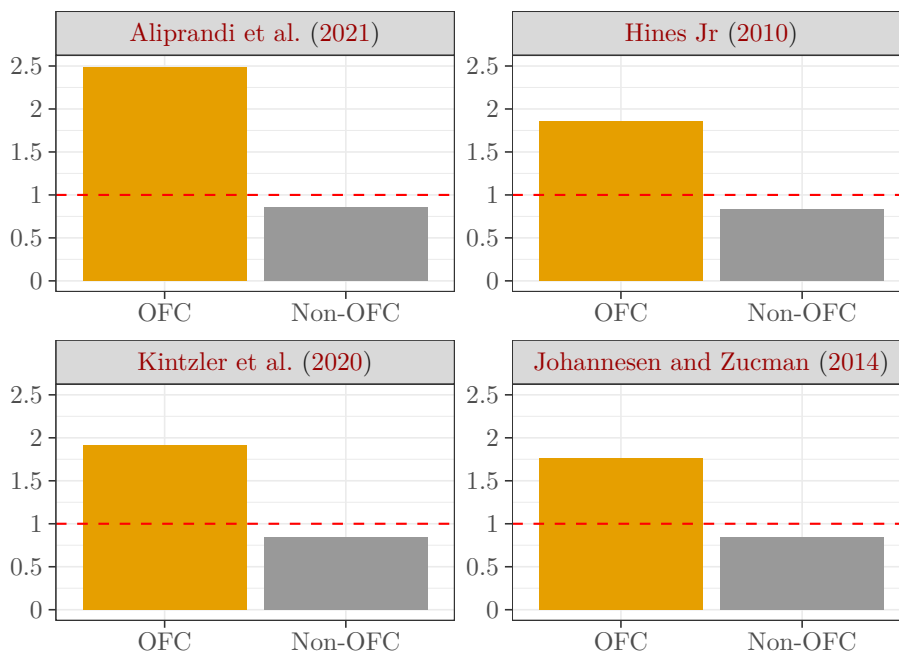 Aliprandi et al. (2021)
Hines Jr (2010)
2.5
2
1.5
1
0.5
0
OFC
Non-OFC
2.5
2
1.5
1
0.5
0
OFC
Non-OFC
Kintzler et al. (2020)
Johannesen and Zucman (2014)
2.5
2
1.5
1
0.5
0
OFC
Non-OFC
2.5
2
1.5
1
0.5
0
OFC
Non-OFC